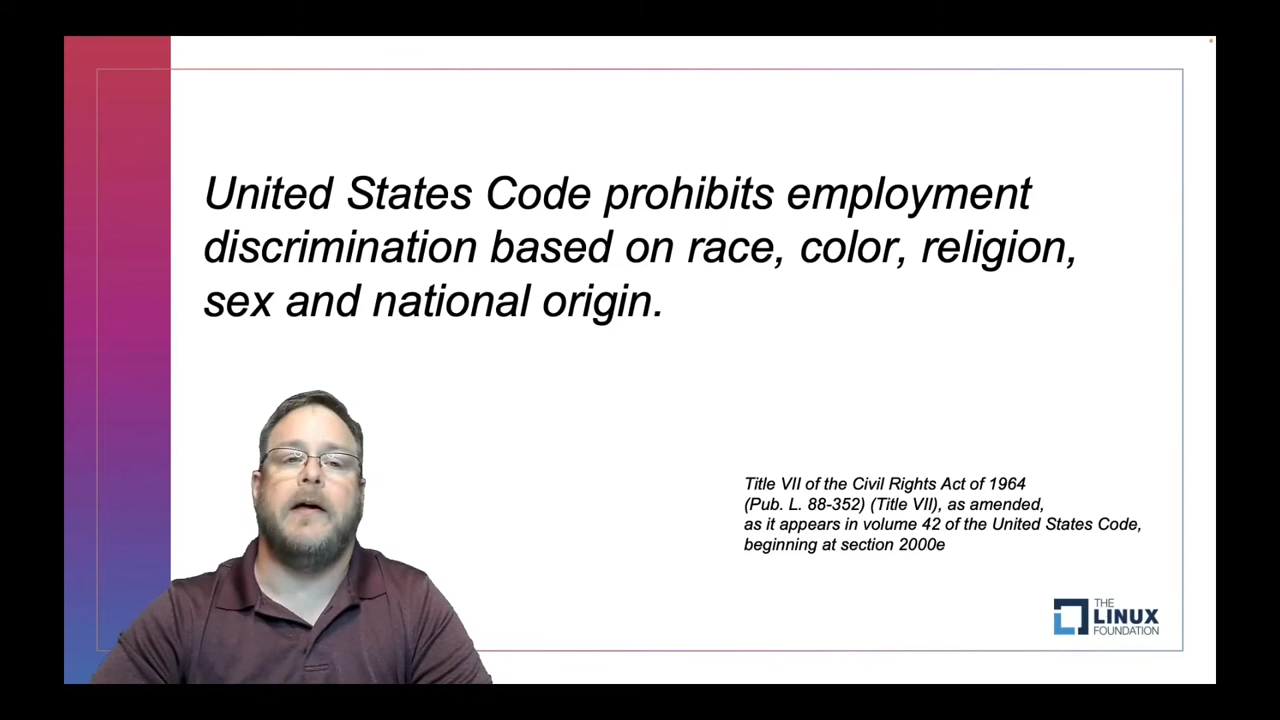 United States Code prohibits employment
discrimination based on race, color, religion,
sex and national origin.
Title VII of the Civil Rights Act of 1964
(Pub. L. 88-352) (Title VII), as amended,
as it appears in volume 42 of the United States Code,
beginning at section 2000e
THE
LINUX
FOUNDATION